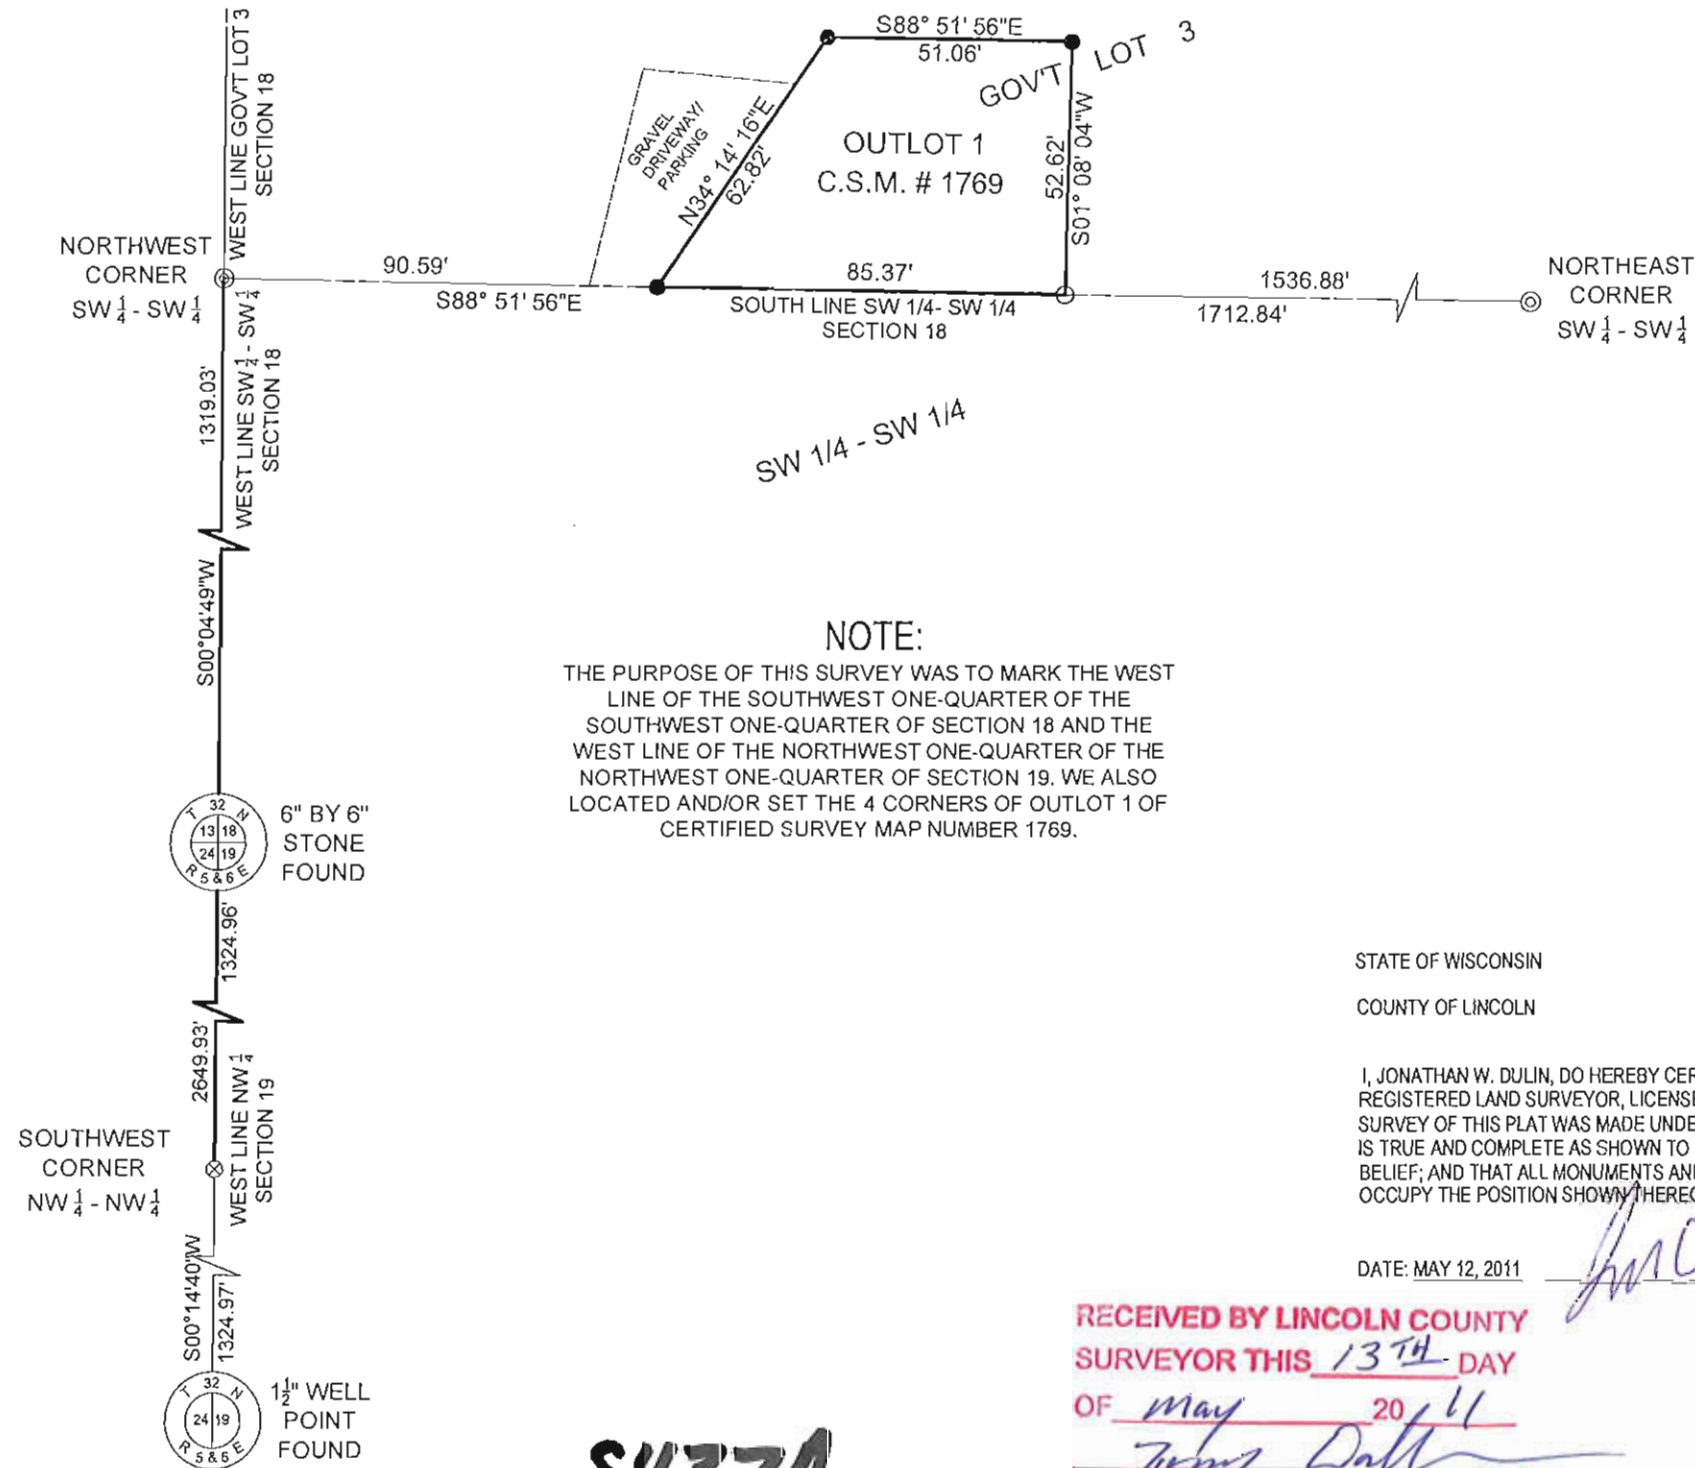 WEST LINE GOV'T LOT 3
SECTION 18
S88° 51' 56"E
51.06'
GOV'T LOT 3
GRAVEL
DRIVEWAY/
PARKING
N34° 14' 16"E
62.82'
OUTLOT 1
C.S.M. # 1769
52.62'
S01° 08' 04"W
NORTHWEST
CORNER
SW 1/4 - SW 1/4
90.59'
S88° 51' 56"E
85.37'
SOUTH LINE SW 1/4- SW 1/4
SECTION 18
1536.88'
1712.84'
NORTHEAST
CORNER
SW 1/4 - SW 1/4
1319.03'
WEST LINE SW 1/4 - SW 1/4
SECTION 18
SW 1/4 - SW 1/4
S00°04'49"W
NOTE:
THE PURPOSE OF THIS SURVEY WAS TO MARK THE WEST
LINE OF THE SOUTHWEST ONE-QUARTER OF THE
SOUTHWEST ONE-QUARTER OF SECTION 18 AND THE
WEST LINE OF THE NORTHWEST ONE-QUARTER OF THE
NORTHWEST ONE-QUARTER OF SECTION 19. WE ALSO
LOCATED AND/OR SET THE 4 CORNERS OF OUTLOT 1 OF
CERTIFIED SURVEY MAP NUMBER 1769.
T 32 N
13 18
24 19
R 5 & 6 E
6" BY 6"
STONE
FOUND
1324.96'
2649.93'
WEST LINE NW 1/4
SECTION 19
SOUTHWEST
CORNER
NW 1/4 - NW 1/4
S00°14'40"W
1324.97'
T 32 N
24 19
R 5 & 6 E
1 1/2" WELL
POINT
FOUND
STATE OF WISCONSIN
COUNTY OF LINCOLN
I, JONATHAN W. DULIN, DO HEREBY CER
REGISTERED LAND SURVEYOR, LICENSE
SURVEY OF THIS PLAT WAS MADE UNDE
IS TRUE AND COMPLETE AS SHOWN TO
BELIEF; AND THAT ALL MONUMENTS AN
OCCUPY THE POSITION SHOWN THEREO
DATE: MAY 12, 2011
RECEIVED BY LINCOLN COUNTY
SURVEYOR THIS 13TH DAY
OF May 20 11